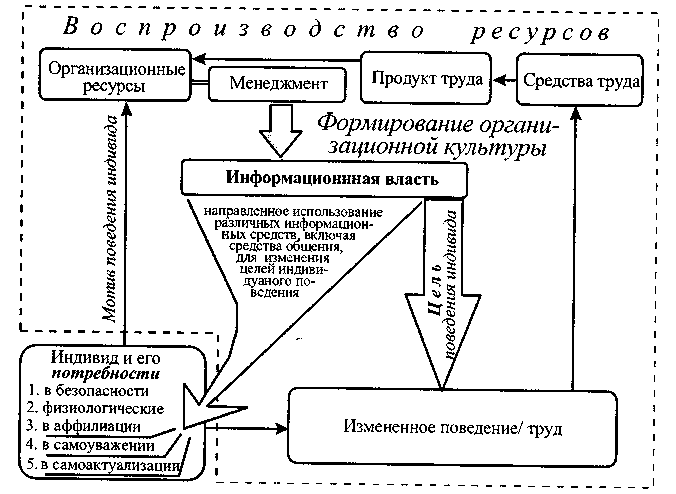 Воспроизводство ресурсов
Организационные
ресурсы
Менеджмент
Продукт труда
Средства труда
Формирование органи-
зационной культуры
Информационнная власть
направленное использование
различных информацион-
ных средств, включая
средства общения,
для изменения
целей индиви-
дуаного по-
ведения
Мотив поведения индивида
Цель
поведения индивида
Индивид и его
потребности
1. в безопасности
2. физиологические
3. в аффилиации
4. в самоуважении
5. в самоактуализации
Измененное поведение/ труд